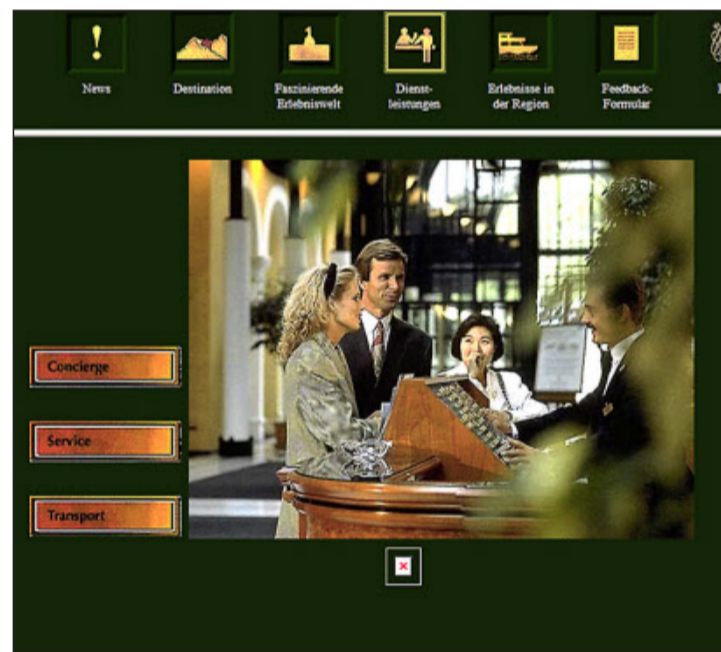 News
Destination
Faszinierende
Erlebniswelt
Dienst-
leistungen
Erlebnisse in
der Region
Feedback-
Formular
Concierge
Service
Transport